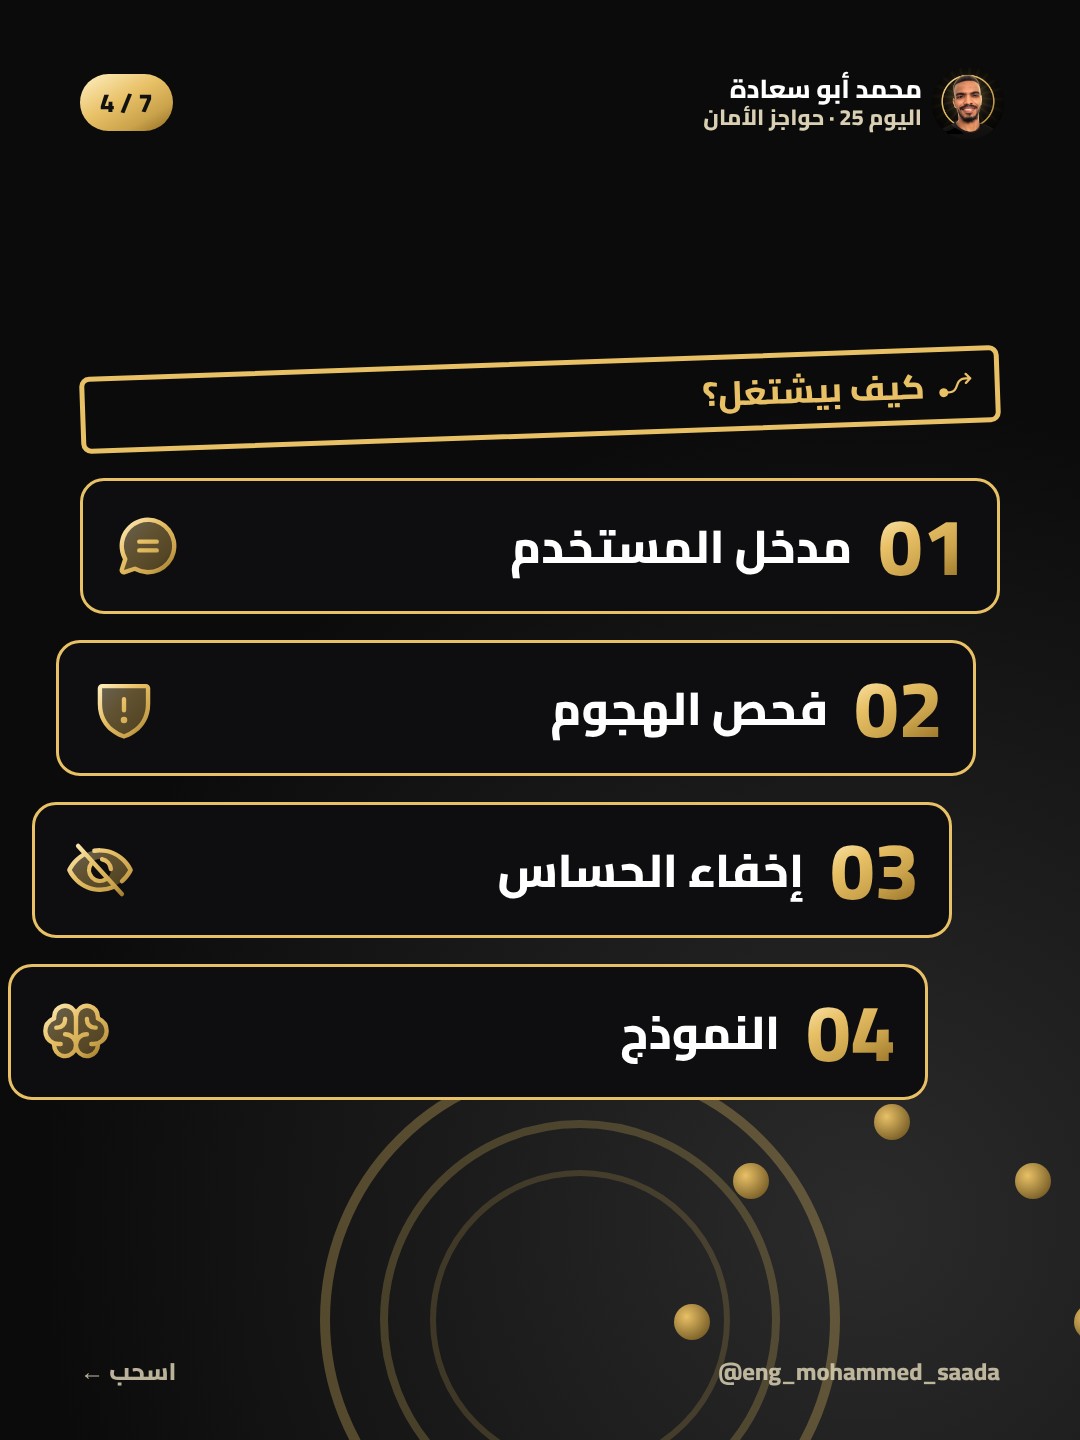 محمد أبو سعادة
اليوم 25 · حواجز الأمان
4 / 7
كيف بيشتغل؟
01 مدخل المستخدم
02 فحص الهجوم
03 إخفاء الحساس
04 النموذج
@eng_mohammed_saada
اسحب ←